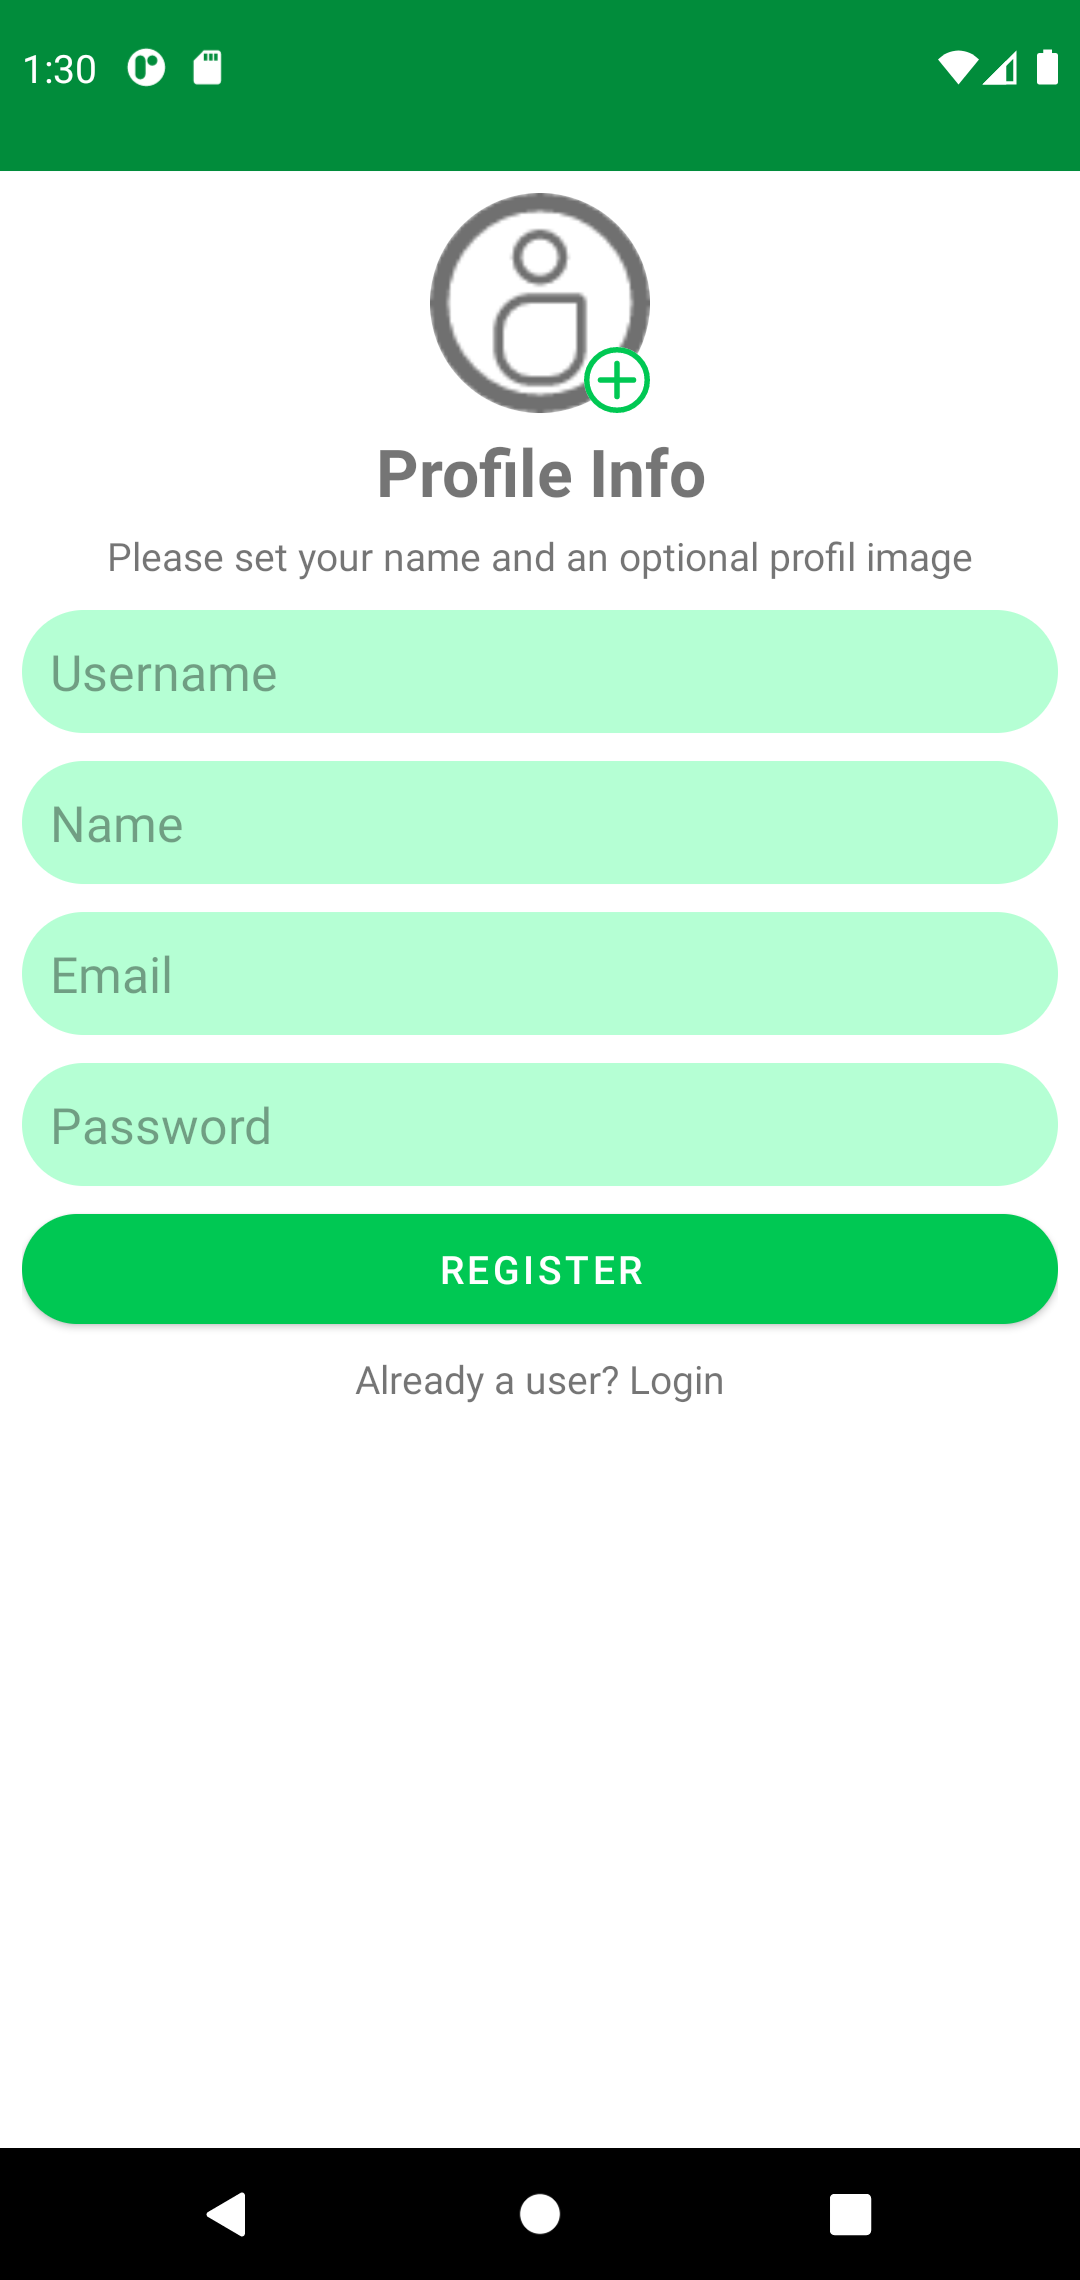 1:30
Profile Info
Please set your name and an optional profil image
Username
Name
Email
Password
REGISTER
Already a user? Login